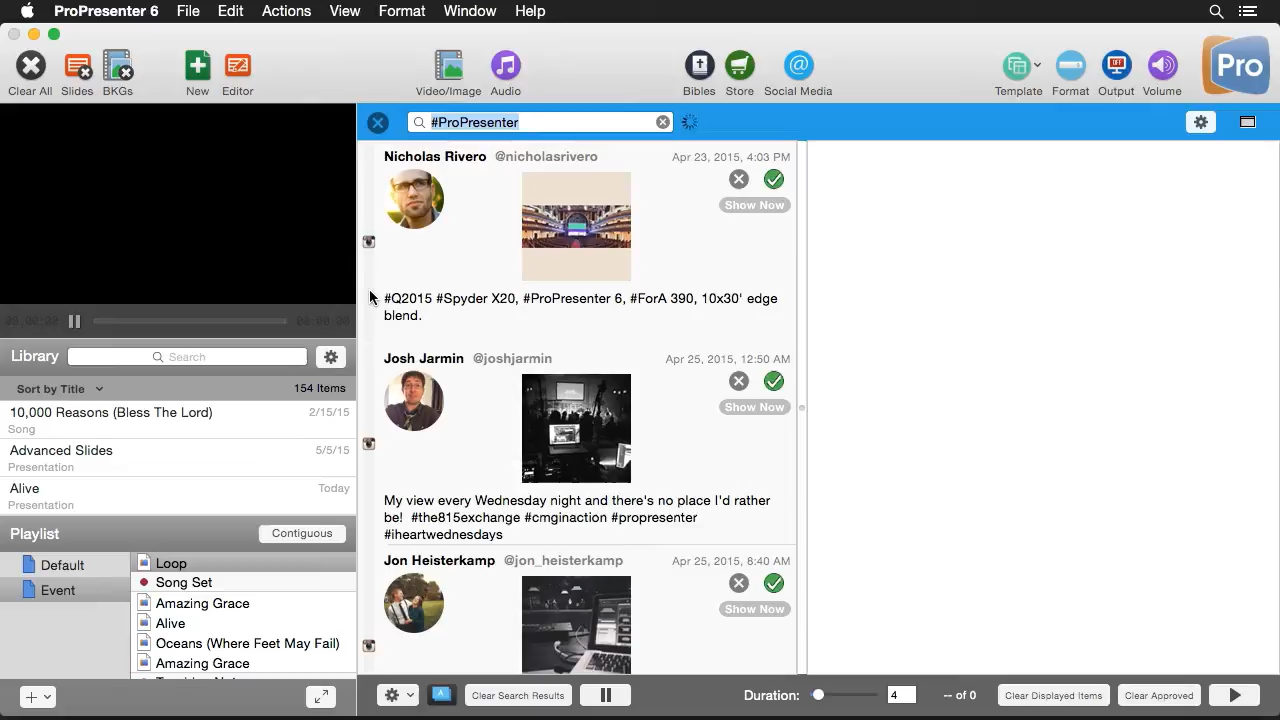 ProPresenter 6 File Edit Actions View Format Window Help
Clear All Slides BKGs New Editor Video/Image Audio Bibles Store Social Media Template Format Output Volume
Pro
OFF
#ProPresenter
Nicholas Rivero @nicholasrivero Apr 23, 2015, 4:03 PM
Show Now
#Q2015 #Spyder X20, #ProPresenter 6, #ForA 390, 10x30' edge
blend.
Josh Jarmin @joshjarmin Apr 25, 2015, 12:50 AM
Show Now
My view every Wednesday night and there's no place I'd rather
be! #the815exchange #cmginaction #propresenter
#iheartwednesdays
Jon Heisterkamp @jon_heisterkamp Apr 25, 2015, 8:40 AM
Show Now
Library Search
Sort by Title 154 Items
10,000 Reasons (Bless The Lord) 2/15/15
Song
Advanced Slides 5/5/15
Presentation
Alive Today
Presentation
Playlist Contiguous
Default
Event
Loop
Song Set
Amazing Grace
Alive
Oceans (Where Feet May Fail)
Amazing Grace
A Clear Search Results Duration: 4 -- of 0 Clear Displayed Items Clear Approved